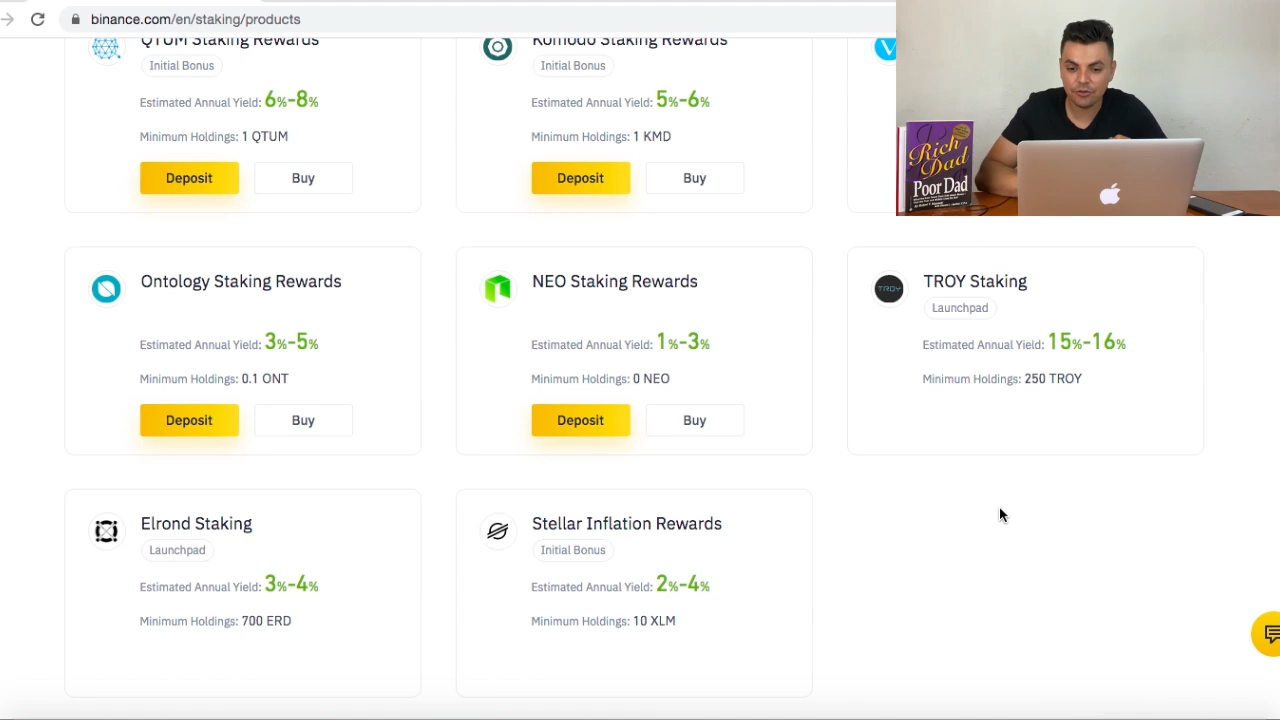 binance.com/en/staking/products
QTUM Staking Rewards
Initial Bonus
Estimated Annual Yield: 6%-8%
Minimum Holdings: 1 QTUM
Deposit
Buy
Komodo Staking Rewards
Initial Bonus
Estimated Annual Yield: 5%-6%
Minimum Holdings: 1 KMD
Deposit
Buy
Rich
Dad
Poor Dad
Ontology Staking Rewards
Estimated Annual Yield: 3%-5%
Minimum Holdings: 0.1 ONT
Deposit
Buy
NEO Staking Rewards
Estimated Annual Yield: 1%-3%
Minimum Holdings: 0 NEO
Deposit
Buy
TROY
TROY Staking
Launchpad
Estimated Annual Yield: 15%-16%
Minimum Holdings: 250 TROY
Elrond Staking
Launchpad
Estimated Annual Yield: 3%-4%
Minimum Holdings: 700 ERD
Stellar Inflation Rewards
Initial Bonus
Estimated Annual Yield: 2%-4%
Minimum Holdings: 10 XLM